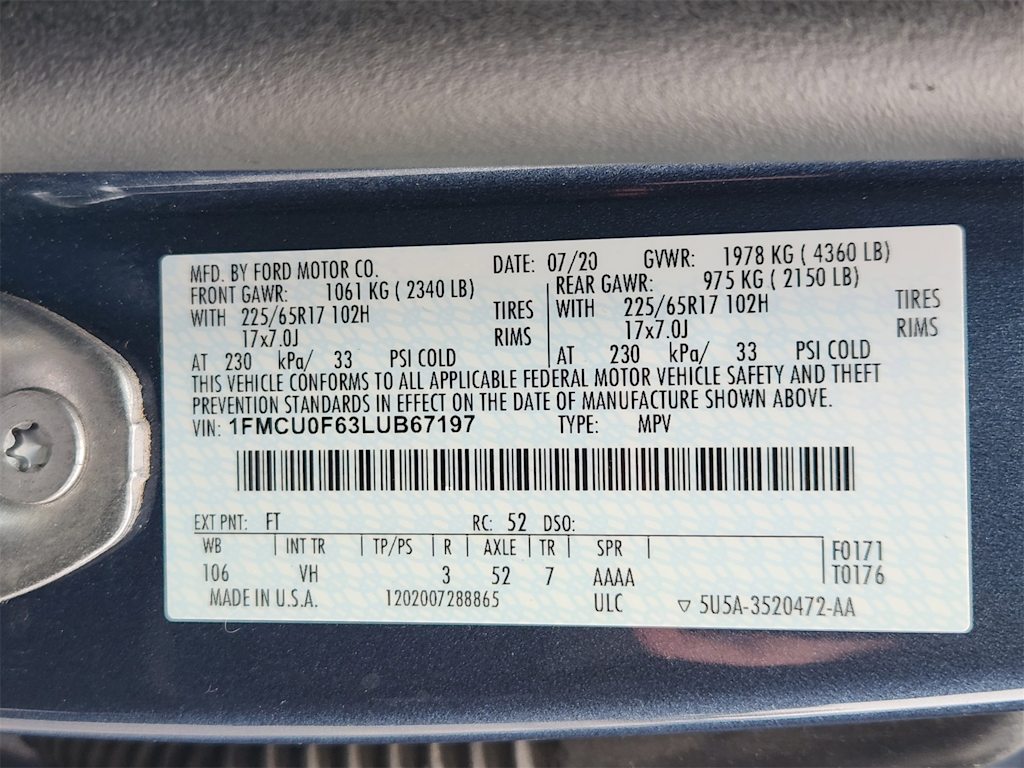 MFD. BY FORD MOTOR CO. DATE: 07/20 GVWR: 1978 KG ( 4360 LB)
FRONT GAWR: 1061 KG ( 2340 LB) REAR GAWR: 975 KG ( 2150 LB)
WITH 225/65R17 102H TIRES WITH 225/65R17 102H TIRES
17x7.0J RIMS 17x7.0J RIMS
AT 230 kPa/ 33 PSI COLD AT 230 kPa/ 33 PSI COLD
THIS VEHICLE CONFORMS TO ALL APPLICABLE FEDERAL MOTOR VEHICLE SAFETY AND THEFT
PREVENTION STANDARDS IN EFFECT ON THE DATE OF MANUFACTURE SHOWN ABOVE.
VIN: 1FMCU0F63LUB67197 TYPE: MPV
EXT PNT: FT RC: 52 DSO:
WB INT TR TP/PS R AXLE TR SPR F0171
106 VH 3 52 7 AAAA T0176
MADE IN U.S.A. 1202007288865 ULC ▽ 5U5A-3520472-AA